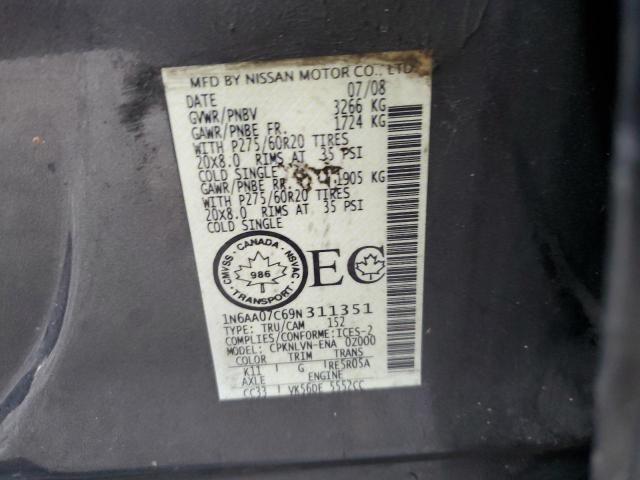 MFD BY NISSAN MOTOR CO., LTD
DATE 07/08
GVWR/PNBV 3266 KG
GAWR/PNBE FR. 1724 KG
WITH P275/60R20 TIRES
20X8.0 RIMS AT 35 PSI
COLD SINGLE
GAWR/PNBE RR. 1905 KG
WITH P275/60R20 TIRES
20X8.0 RIMS AT 35 PSI
COLD SINGLE
CMVSS · CANADA · NSVAC
986
TRANSPORT
EC
1N6AA07C69N311351
TYPE: TRU/CAM 152
COMPLIES/CONFORME:ICES-2
MODEL: CPKNLVN-ENA 0Z000
COLOR TRIM TRANS
K11 G RE5R05A
AXLE ENGINE
CC33 VK56DE 5552CC